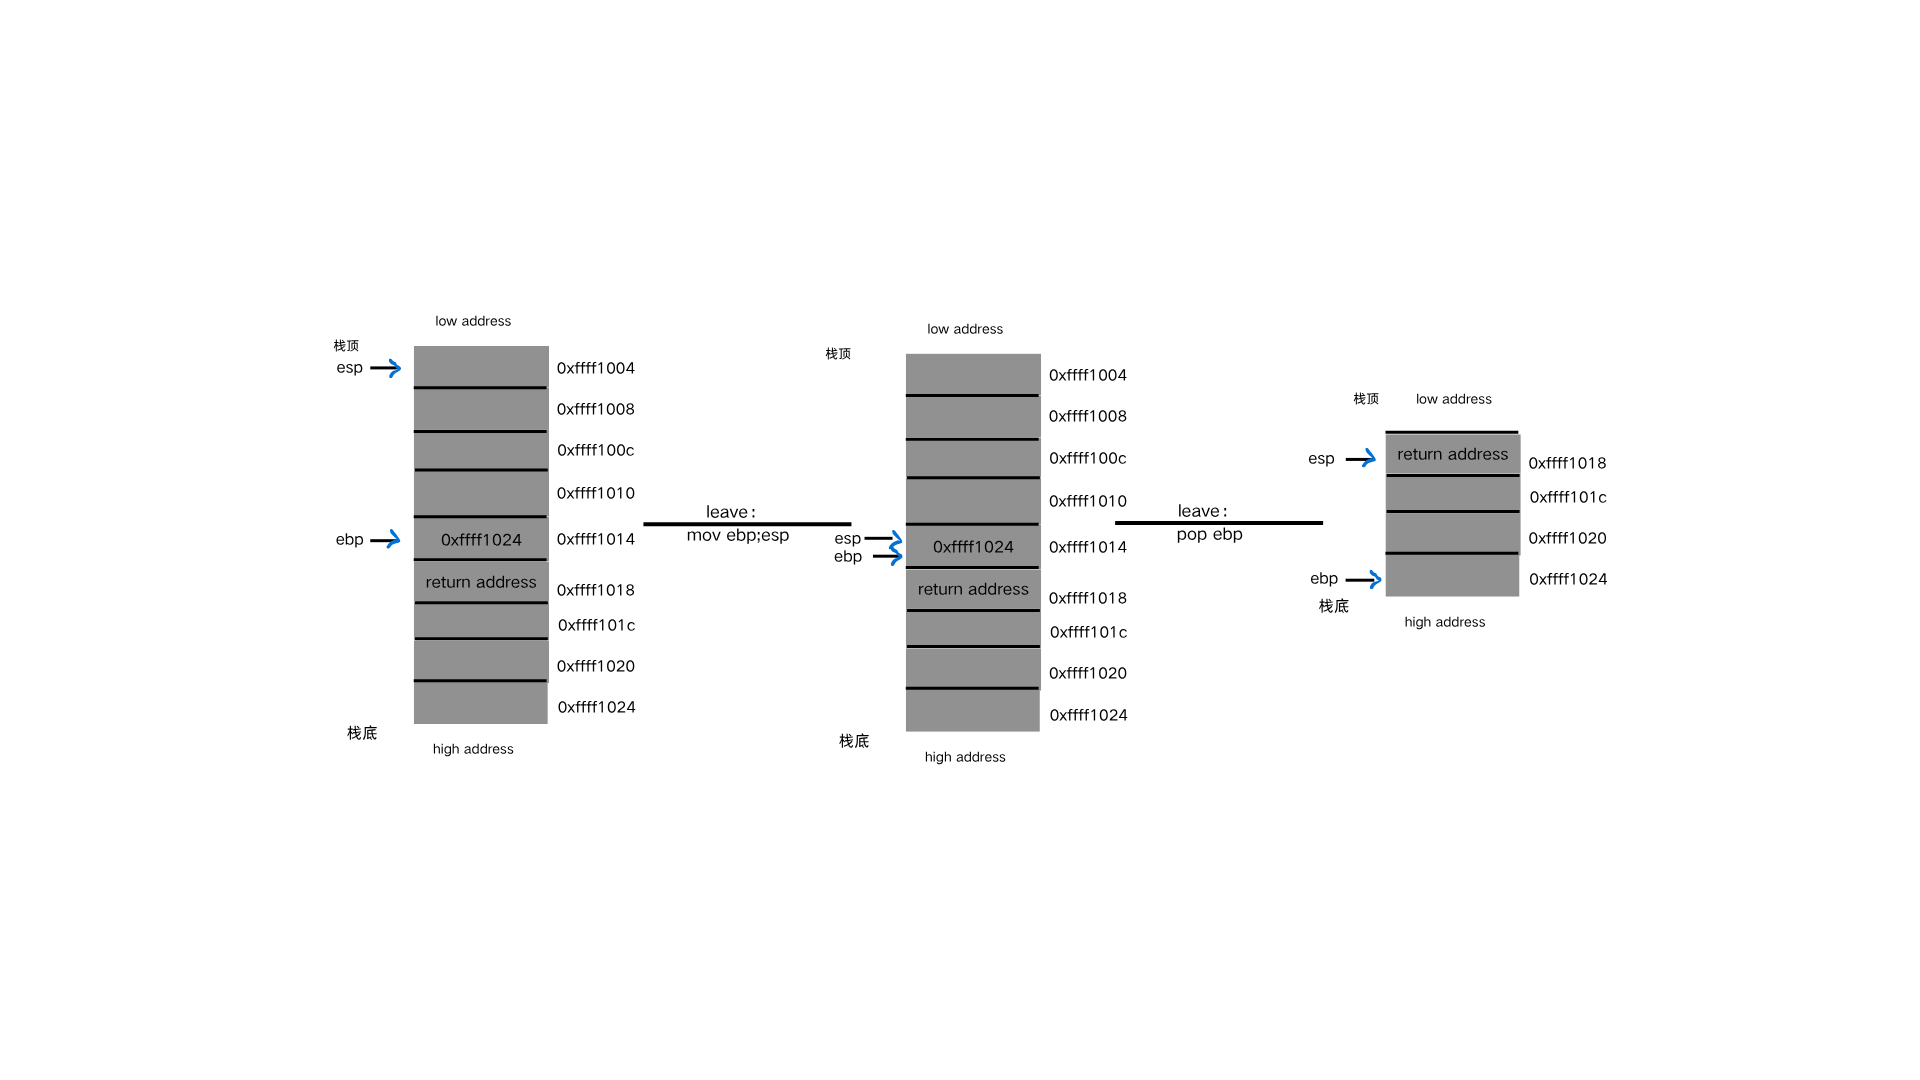 low address
栈顶
esp
0xffff1004
0xffff1008
0xffff100c
0xffff1010
ebp
0xffff1024
0xffff1014
return address
0xffff1018
0xffff101c
0xffff1020
0xffff1024
栈底
high address
leave:
mov ebp;esp
low address
栈顶
0xffff1004
0xffff1008
0xffff100c
0xffff1010
esp
ebp
0xffff1024
0xffff1014
return address
0xffff1018
0xffff101c
0xffff1020
0xffff1024
栈底
high address
leave:
pop ebp
栈顶
low address
esp
return address
0xffff1018
0xffff101c
0xffff1020
ebp
0xffff1024
栈底
high address